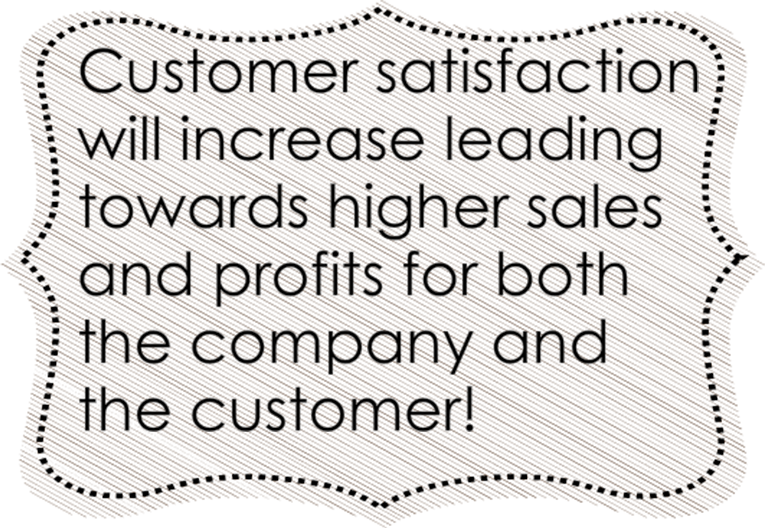 Customer satisfaction
will increase leading
towards higher sales
and profits for both
the company and
the customer!